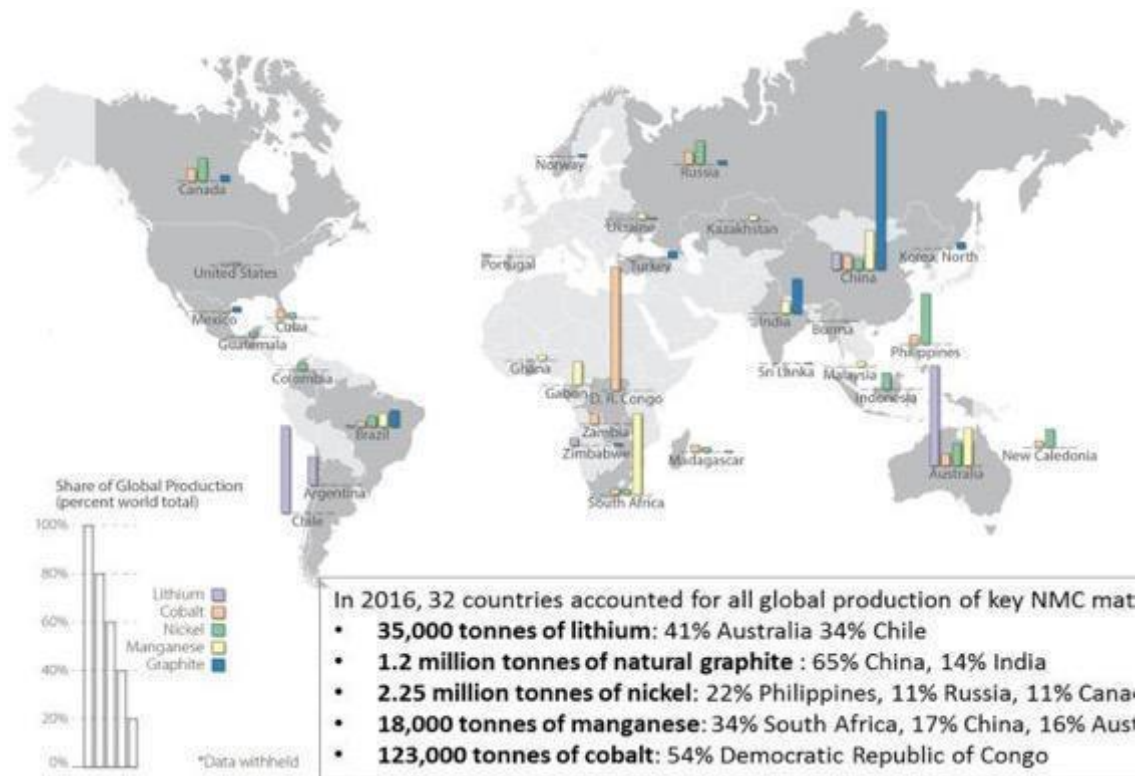 Canada
Norway
Russia
Ukraine
Kazakhstan
United States
Portugal
Turkey
China
Korea, North
Mexico
Cuba
India
Burma
Guatemala
Ghana
Sri Lanka
Malaysia
Philippines
Colombia
Gabon
D. R. Congo
Indonesia
Brazil
Zambia
Zimbabwe
Madagascar
New Caledonia
Argentina
South Africa
Australia
Chile
Share of Global Production
(percent world total)
100%
80%
60%
40%
20%
0%
Lithium
Cobalt
Nickel
Manganese
Graphite
*Data withheld
In 2016, 32 countries accounted for all global production of key NMC mat
• 35,000 tonnes of lithium: 41% Australia 34% Chile
• 1.2 million tonnes of natural graphite : 65% China, 14% India
• 2.25 million tonnes of nickel: 22% Philippines, 11% Russia, 11% Canad
• 18,000 tonnes of manganese: 34% South Africa, 17% China, 16% Aust
• 123,000 tonnes of cobalt: 54% Democratic Republic of Congo